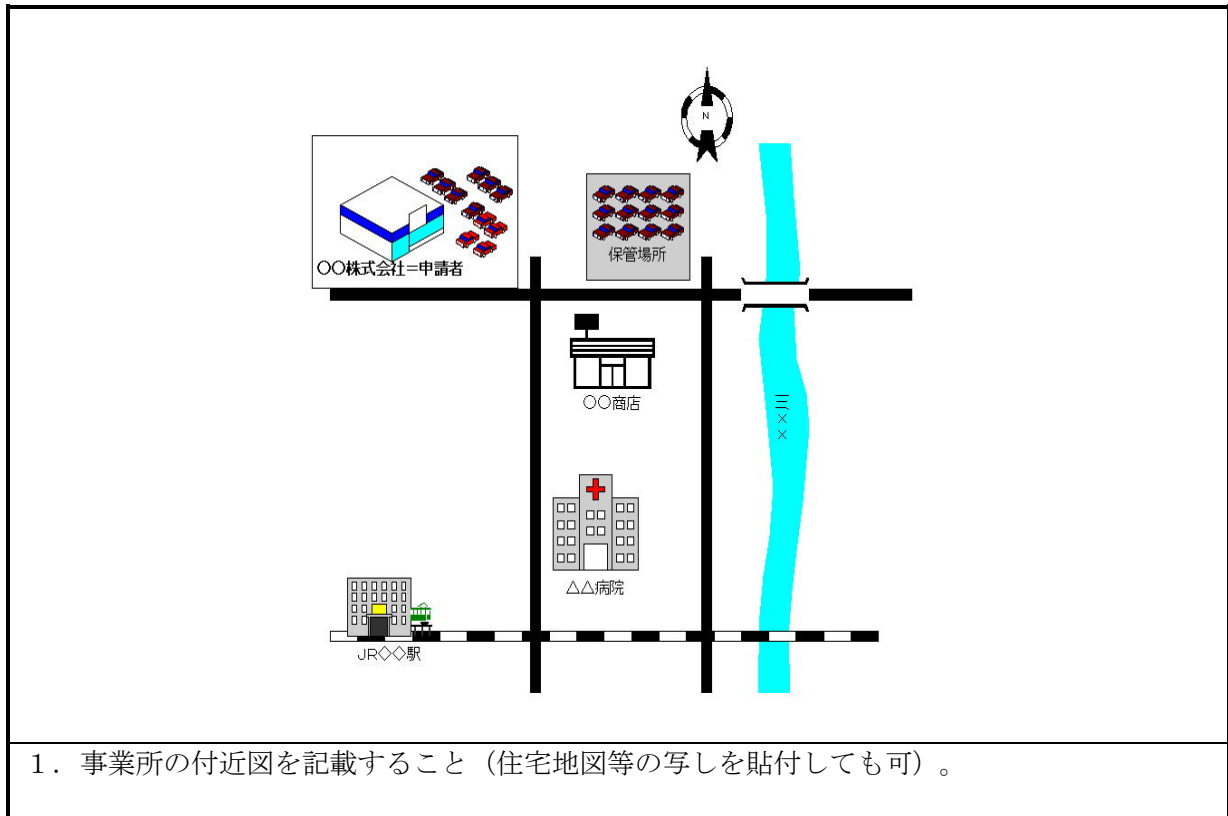 N
〇〇株式会社=申請者
保管場所
〇〇商店
××川
△△病院
JR◇◇駅
1．事業所の付近図を記載すること（住宅地図等の写しを貼付しても可）。